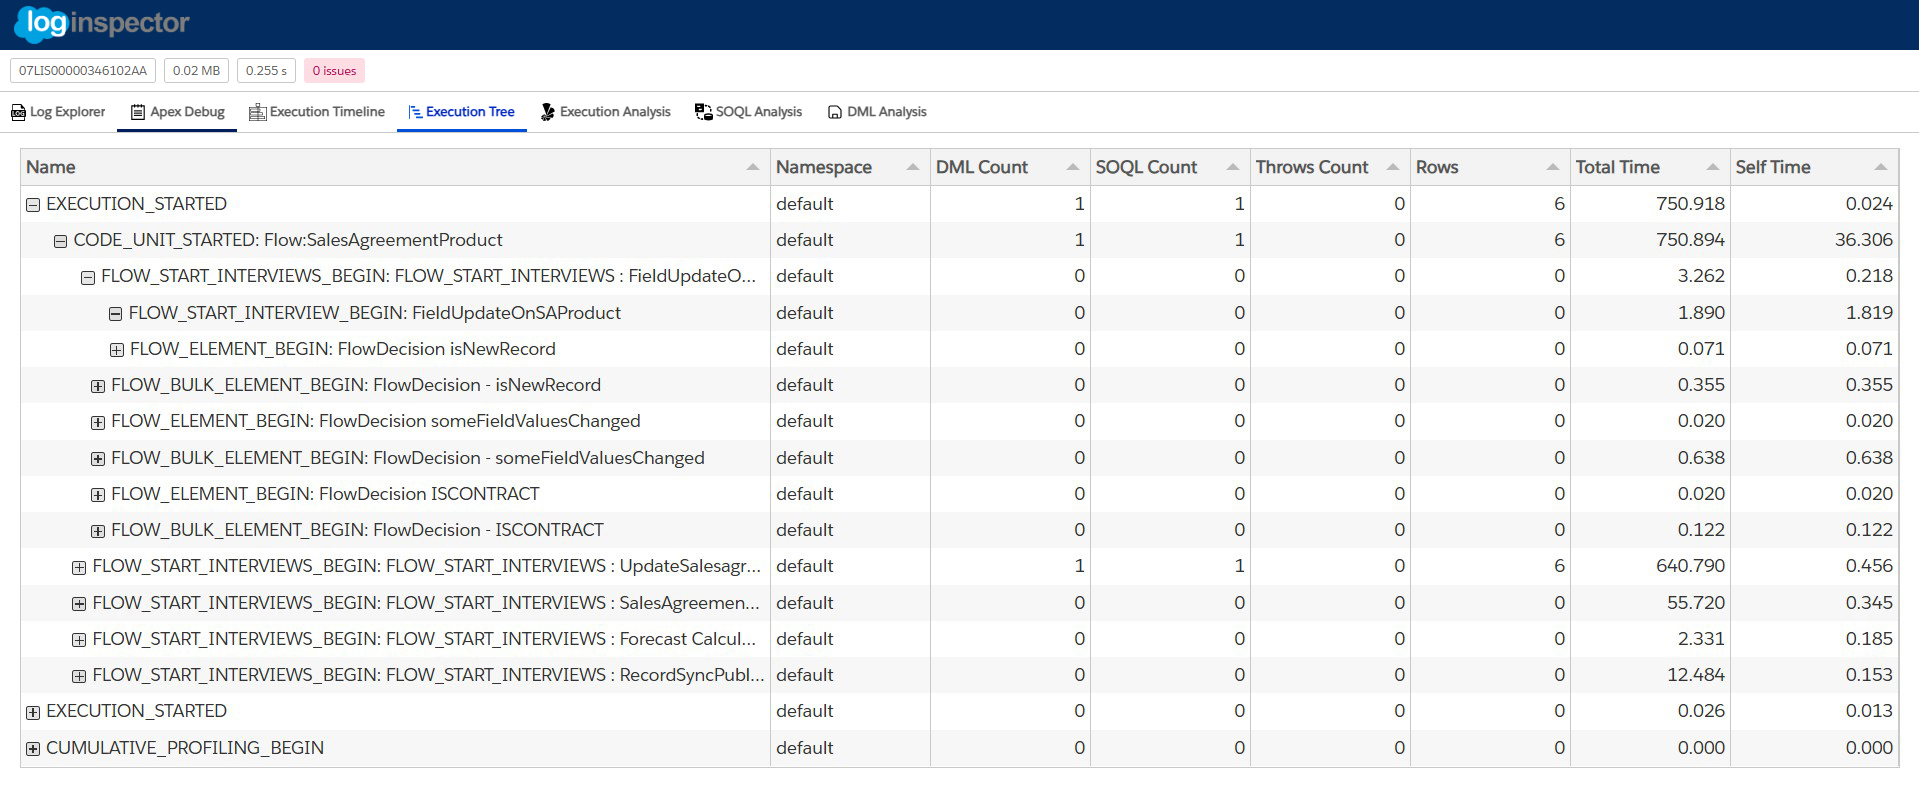 loginspector
07LIS00000346102AA 0.02 MB 0.255 s 0 issues
LOG Log Explorer Apex Debug Execution Timeline Execution Tree Execution Analysis SOQL Analysis DML Analysis
Name Namespace DML Count SOQL Count Throws Count Rows Total Time Self Time
EXECUTION_STARTED default 1 1 0 6 750.918 0.024
CODE_UNIT_STARTED: Flow:SalesAgreementProduct default 1 1 0 6 750.894 36.306
FLOW_START_INTERVIEWS_BEGIN: FLOW_START_INTERVIEWS : FieldUpdateO... default 0 0 0 0 3.262 0.218
FLOW_START_INTERVIEW_BEGIN: FieldUpdateOnSAProduct default 0 0 0 0 1.890 1.819
FLOW_ELEMENT_BEGIN: FlowDecision isNewRecord default 0 0 0 0 0.071 0.071
FLOW_BULK_ELEMENT_BEGIN: FlowDecision - isNewRecord default 0 0 0 0 0.355 0.355
FLOW_ELEMENT_BEGIN: FlowDecision someFieldValuesChanged default 0 0 0 0 0.020 0.020
FLOW_BULK_ELEMENT_BEGIN: FlowDecision - someFieldValuesChanged default 0 0 0 0 0.638 0.638
FLOW_ELEMENT_BEGIN: FlowDecision ISCONTRACT default 0 0 0 0 0.020 0.020
FLOW_BULK_ELEMENT_BEGIN: FlowDecision - ISCONTRACT default 0 0 0 0 0.122 0.122
FLOW_START_INTERVIEWS_BEGIN: FLOW_START_INTERVIEWS : UpdateSalesagr... default 1 1 0 6 640.790 0.456
FLOW_START_INTERVIEWS_BEGIN: FLOW_START_INTERVIEWS : SalesAgreemen... default 0 0 0 0 55.720 0.345
FLOW_START_INTERVIEWS_BEGIN: FLOW_START_INTERVIEWS : Forecast Calcul... default 0 0 0 0 2.331 0.185
FLOW_START_INTERVIEWS_BEGIN: FLOW_START_INTERVIEWS : RecordSyncPubl... default 0 0 0 0 12.484 0.153
EXECUTION_STARTED default 0 0 0 0 0.026 0.013
CUMULATIVE_PROFILING_BEGIN default 0 0 0 0 0.000 0.000